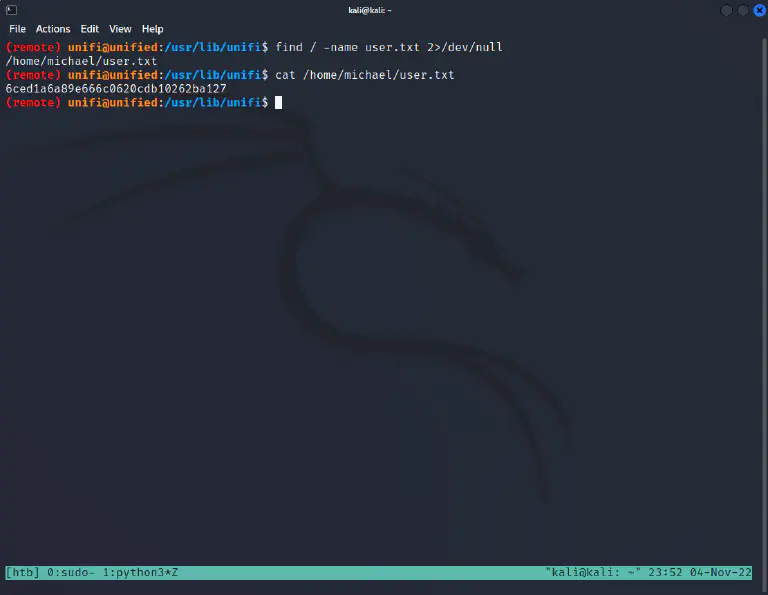 kali@kali: ~
File Actions Edit View Help
(remote) unifi@unified:/usr/lib/unifi$ find / -name user.txt 2>/dev/null
/home/michael/user.txt
(remote) unifi@unified:/usr/lib/unifi$ cat /home/michael/user.txt
6ced1a6a89e666c0620cdb10262ba127
(remote) unifi@unified:/usr/lib/unifi$
[htb] 0:sudo- 1:python3*Z "kali@kali: ~" 23:52 04-Nov-22